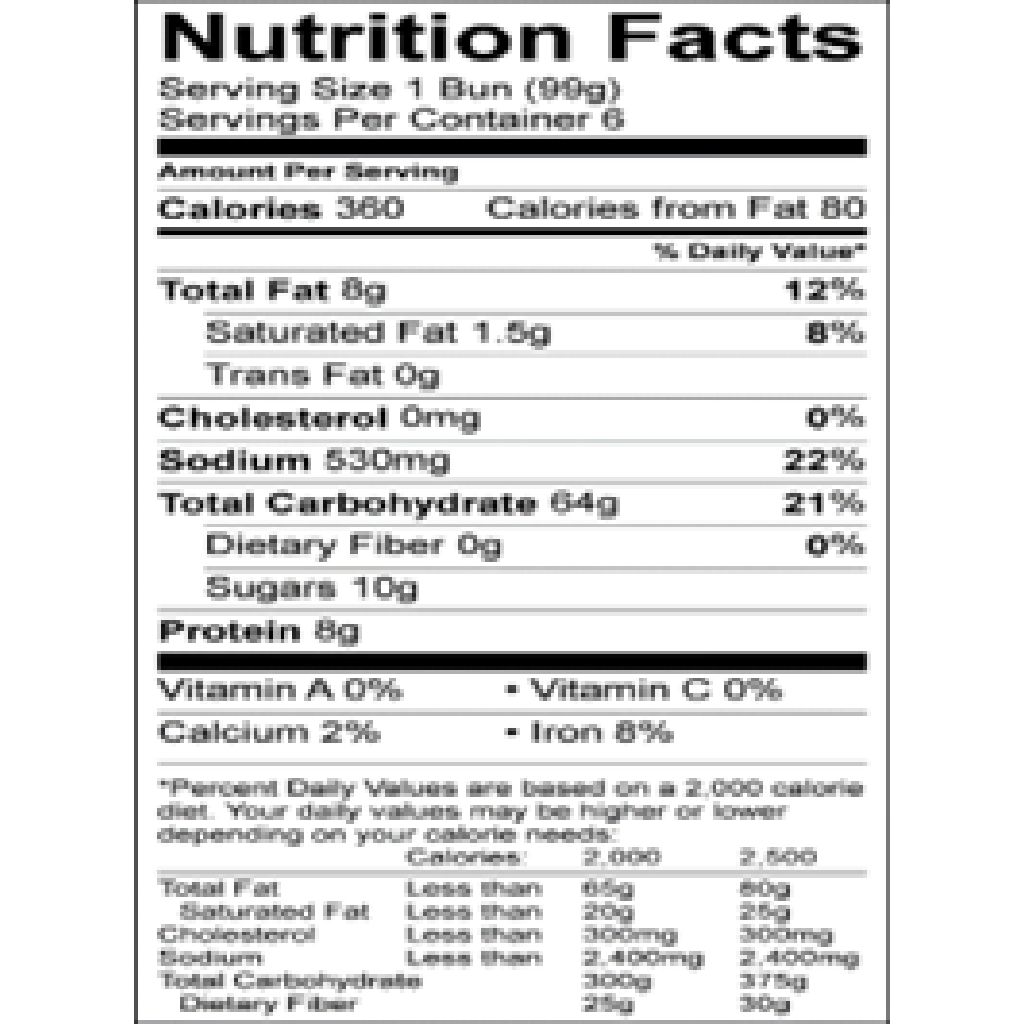 Nutrition Facts
Serving Size 1 Bun (99g)
Servings Per Container 6
Amount Per Serving
Calories 360 Calories from Fat 80
% Daily Value*
Total Fat 8g 12%
Saturated Fat 1.5g 8%
Trans Fat 0g
Cholesterol 0mg 0%
Sodium 530mg 22%
Total Carbohydrate 64g 21%
Dietary Fiber 0g 0%
Sugars 10g
Protein 8g
Vitamin A 0% • Vitamin C 0%
Calcium 2% • Iron 8%
*Percent Daily Values are based on a 2,000 calorie
diet. Your daily values may be higher or lower
depending on your calorie needs:
Calories: 2,000 2,500
Total Fat Less than 65g 80g
Saturated Fat Less than 20g 25g
Cholesterol Less than 300mg 300mg
Sodium Less than 2,400mg 2,400mg
Total Carbohydrate 300g 375g
Dietary Fiber 25g 30g